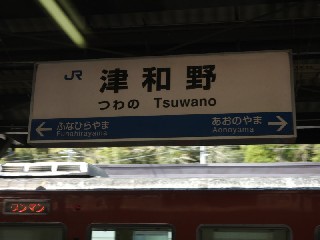 JR 津和野
つわの Tsuwano
ふなひらやま あおのやま
Funahirayama Aonoyama
ワンマン